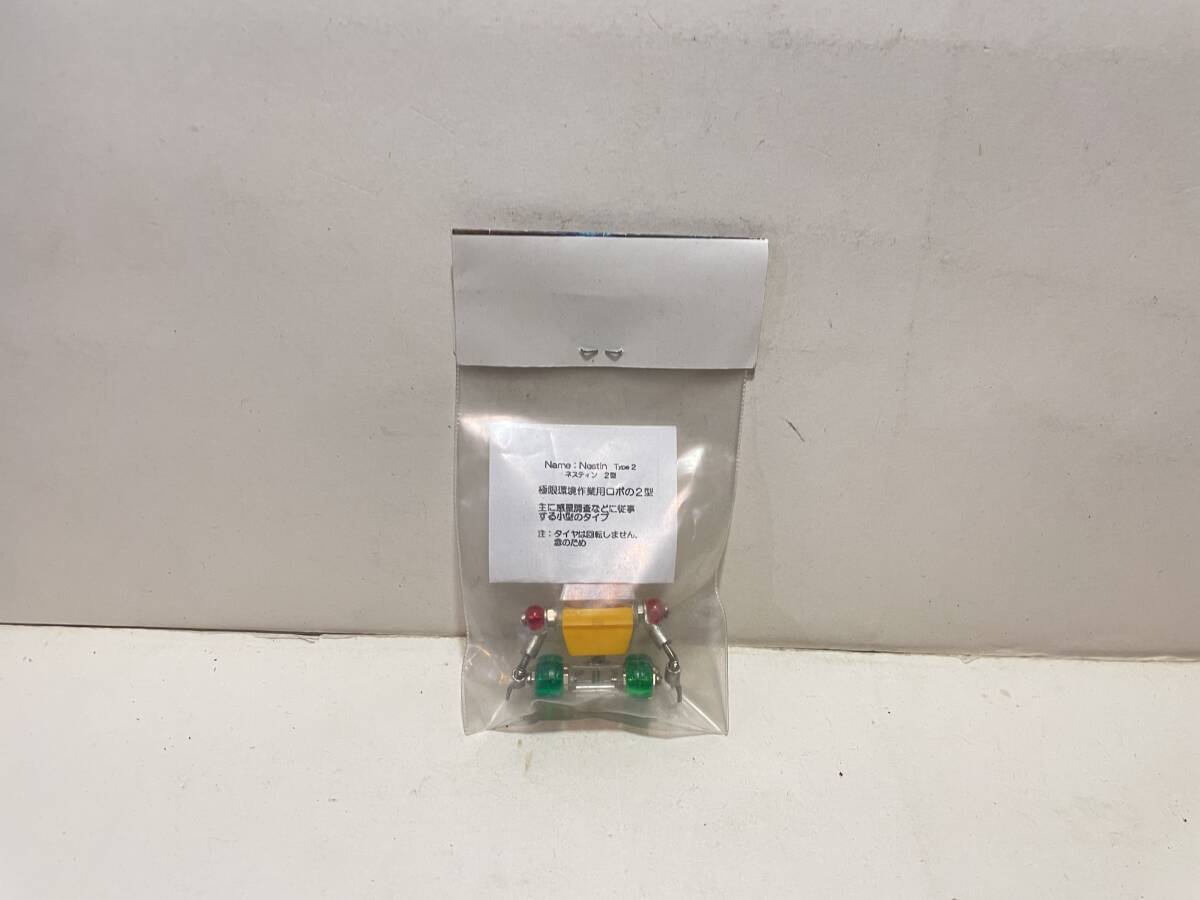 Name：Nestin Type 2
ネスティン 2型
極限環境作業用ロボの2型
主に惑星調査などに従事
する小型のタイプ
注：タイヤは回転しません、
念のため